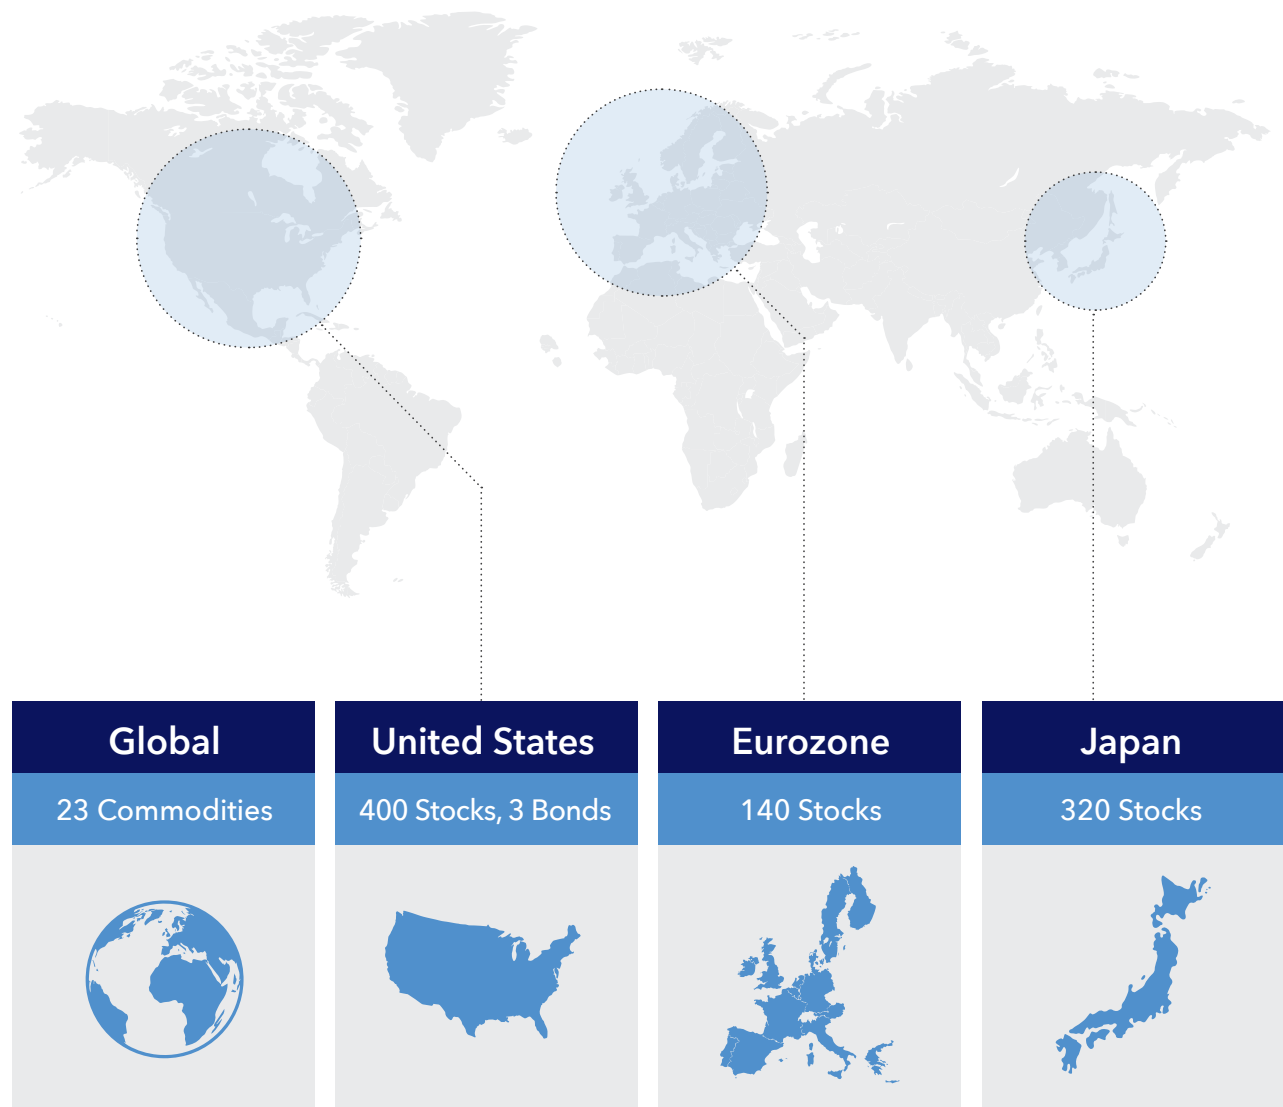 Global
23 Commodities
United States
400 Stocks, 3 Bonds
Eurozone
140 Stocks
Japan
320 Stocks